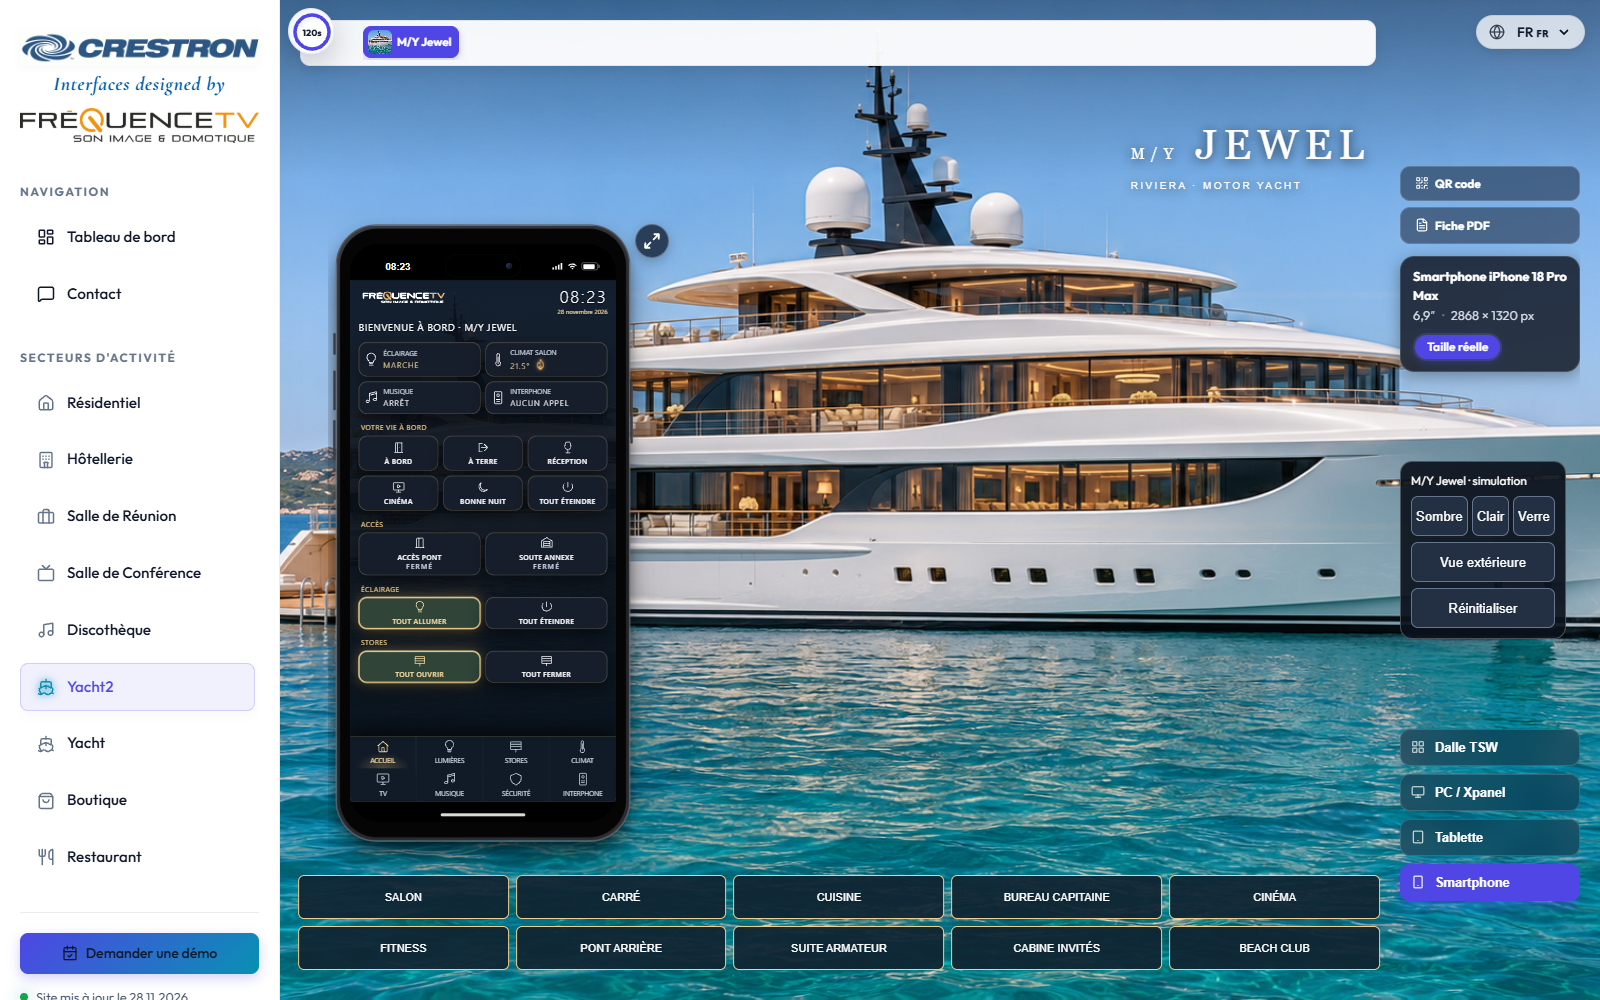 CRESTRON
Interfaces designed by
FRÉQUENCETV
SON IMAGE & DOMOTIQUE
NAVIGATION
Tableau de bord
Contact
SECTEURS D'ACTIVITÉ
Résidentiel
Hôtellerie
Salle de Réunion
Salle de Conférence
Discothèque
Yacht2
Yacht
Boutique
Restaurant
Demander une démo
Site mis à jour le 28.11.2026
120s
M/Y Jewel
FR FR
M/Y JEWEL
RIVIERA · MOTOR YACHT
QR code
Fiche PDF
Smartphone iPhone 18 Pro
Max
6,9" · 2868 × 1320 px
Taille réelle
08:23
FRÉQUENCETV
SON IMAGE & DOMOTIQUE
08:23
28 novembre 2026
BIENVENUE À BORD - M/Y JEWEL
ÉCLAIRAGE
MARCHE
CLIMAT SALON
21.5°
MUSIQUE
ARRÊT
INTERPHONE
AUCUN APPEL
VOTRE VIE À BORD
À BORD
À TERRE
RÉCEPTION
CINÉMA
BONNE NUIT
TOUT ÉTEINDRE
ACCÈS
ACCÈS PONT
FERMÉ
SOUTE ANNEXE
FERMÉ
ÉCLAIRAGE
TOUT ALLUMER
TOUT ÉTEINDRE
STORES
TOUT OUVRIR
TOUT FERMER
ACCUEIL
LUMIÈRES
STORES
CLIMAT
TV
MUSIQUE
SÉCURITÉ
INTERPHONE
M/Y Jewel · simulation
Sombre
Clair
Verre
Vue extérieure
Réinitialiser
Dalle TSW
PC / Xpanel
Tablette
Smartphone
SALON
CARRÉ
CUISINE
BUREAU CAPITAINE
CINÉMA
FITNESS
PONT ARRIÈRE
SUITE ARMATEUR
CABINE INVITÉS
BEACH CLUB